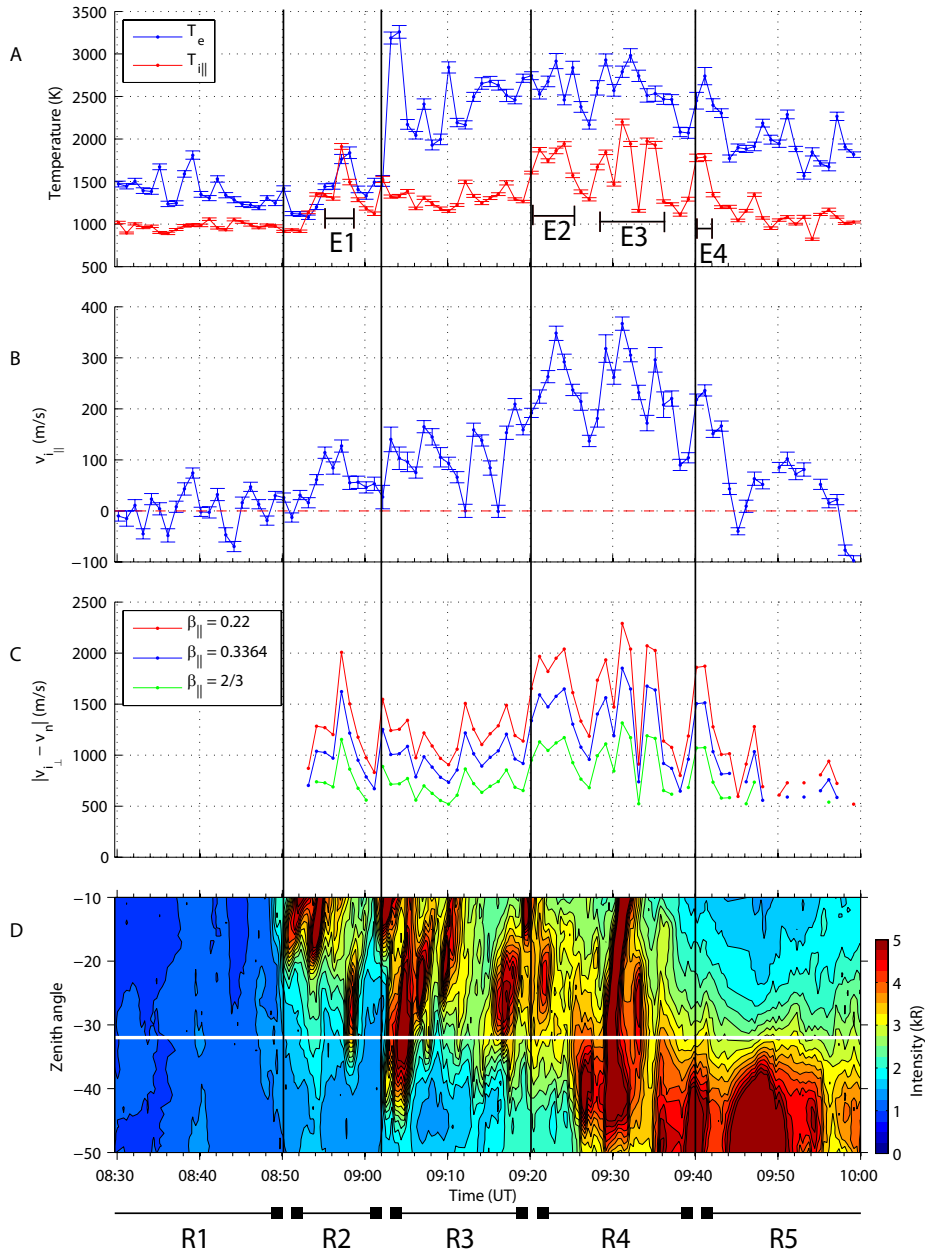 A
Temperature (K)
3500
3000
2500
2000
1500
1000
500
T_e
T_i||
E1
E2
E3
E4
B
v_i|| (m/s)
400
300
200
100
0
−100
C
|v_i⊥ − v_n| (m/s)
2500
2000
1500
1000
500
0
β_|| = 0.22
β_|| = 0.3364
β_|| = 2/3
D
Zenith angle
−10
−20
−30
−40
−50
5
4
3
2
1
0
Intensity (kR)
08:30 08:40 08:50 09:00 09:10 09:20 09:30 09:40 09:50 10:00
Time (UT)
R1 R2 R3 R4 R5